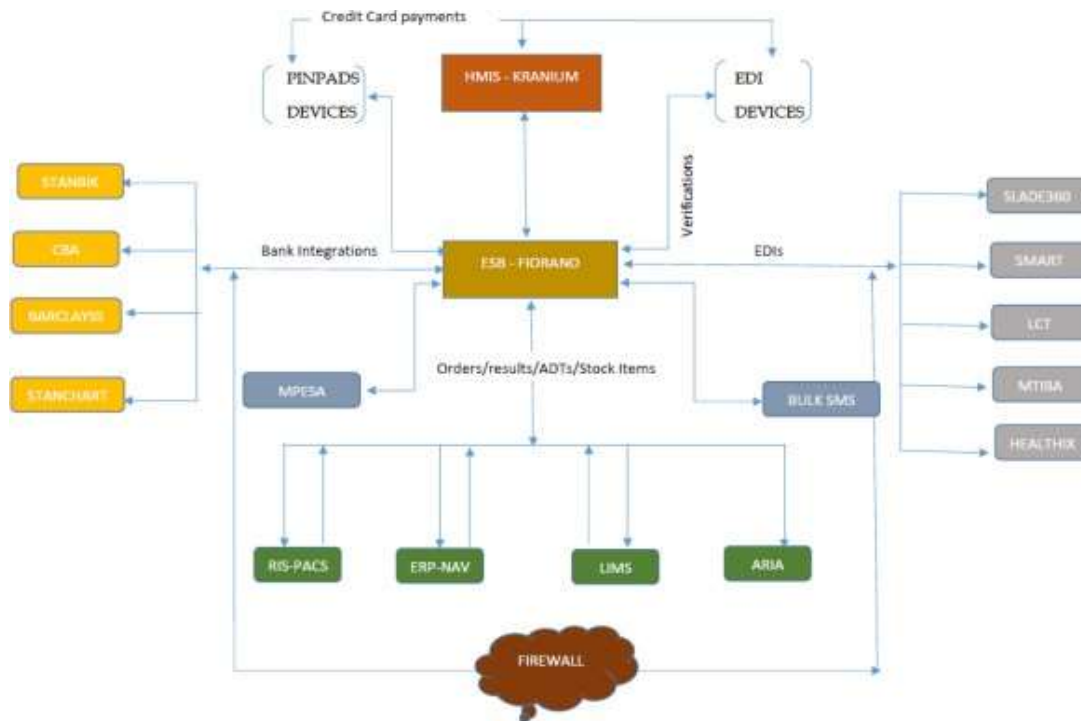 Credit Card payments
PINPADS
DEVICES
HMIS - KRANIUM
EDI
DEVICES
Verifications
STANBIK
CBA
BARCLAYSS
STANCHART
Bank Integrations
ESB - FIORANO
EDIs
SLADE360
SMART
LCT
MTIBA
HEALTHIX
MPESA
Orders/results/ADTs/Stock Items
BULK SMS
RIS-PACS
ERP-NAV
LIMS
ARIA
FIREWALL